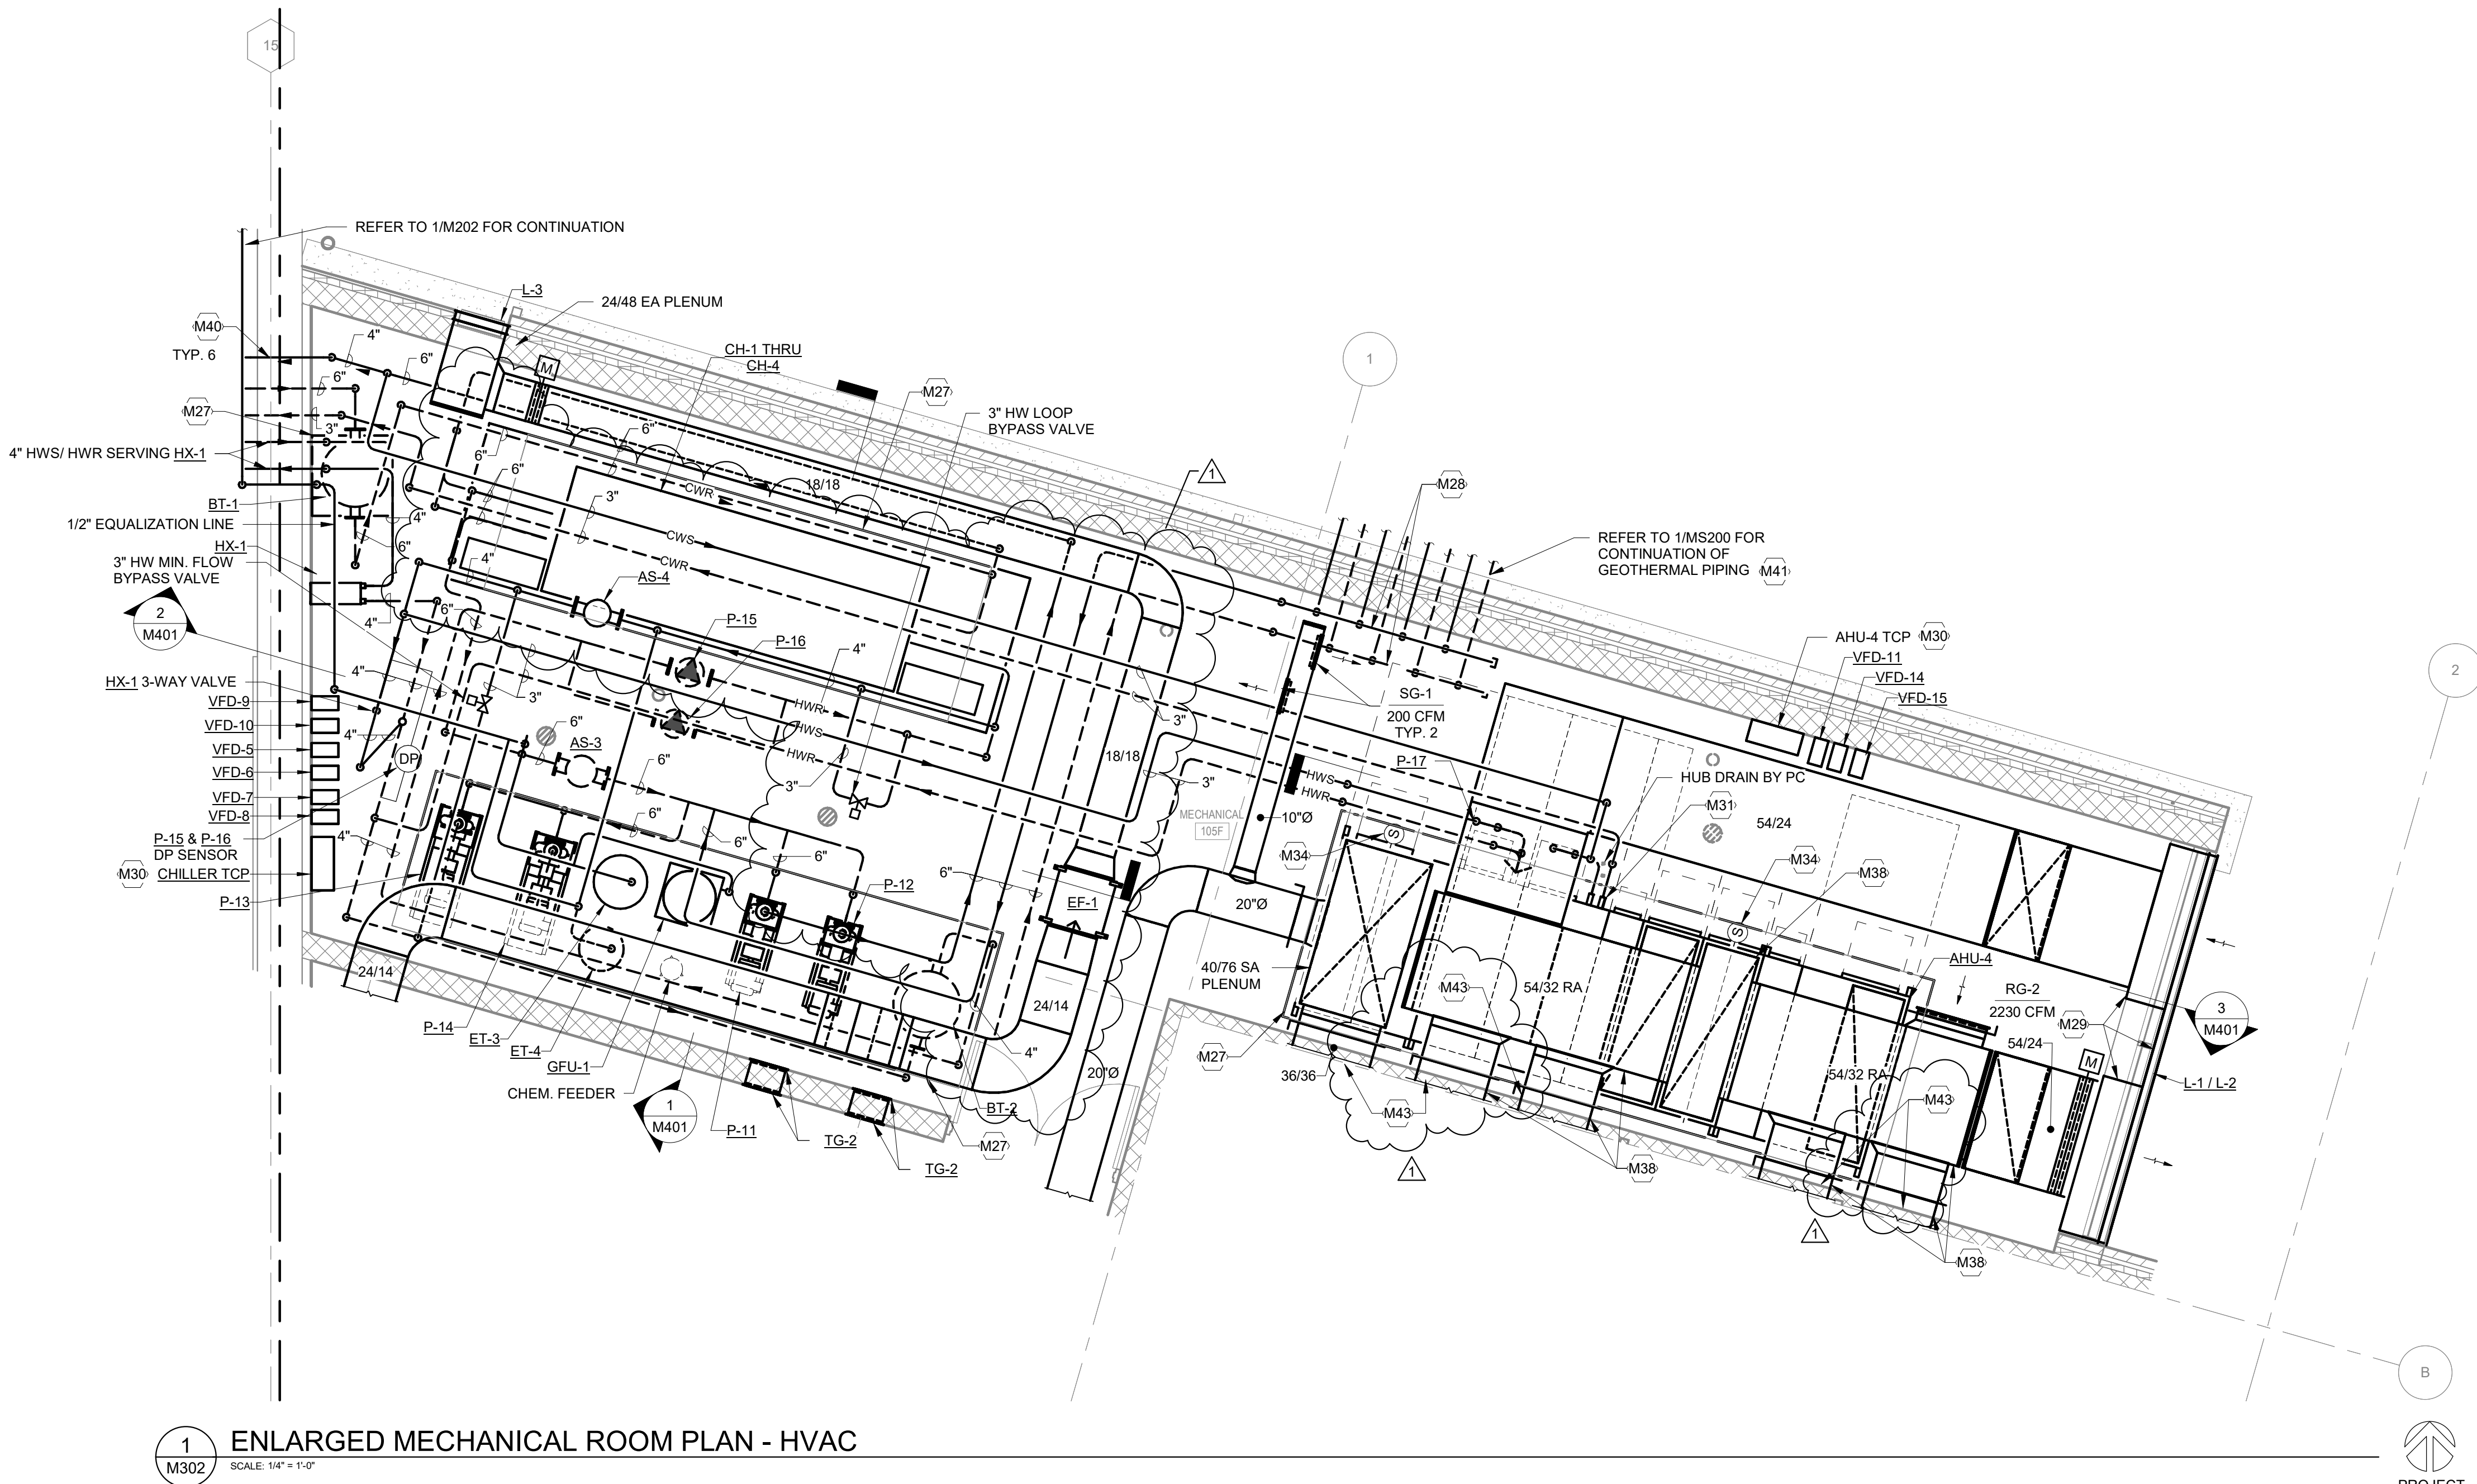 15
REFER TO 1/M202 FOR CONTINUATION
L-3
24/48 EA PLENUM
M40
TYP. 6
4"
6"
6"
M
CH-1 THRU
CH-4
M27
1
M27
3"
3" HW LOOP
BYPASS VALVE
6"
6"
6"
4" HWS/ HWR SERVING HX-1
CWR
18/18
1
M28
3"
BT-1
4"
1/2" EQUALIZATION LINE
6"
CWS
REFER TO 1/MS200 FOR
CONTINUATION OF
GEOTHERMAL PIPING
M41
HX-1
4"
CWR
3" HW MIN. FLOW
BYPASS VALVE
AS-4
2
M401
6"
4"
P-15
P-16
4"
AHU-4 TCP
M30
VFD-11
VFD-14
VFD-15
2
4"
HX-1 3-WAY VALVE
3"
SG-1
200 CFM
TYP. 2
VFD-9
HWR
3"
VFD-10
6"
HWS
4"
AS-3
VFD-5
DP
HWR
18/18
P-17
VFD-6
6"
3"
3"
HWS
HUB DRAIN BY PC
HWR
VFD-7
M31
VFD-8
6"
MECHANICAL
105F
10"Ø
54/24
P-15 & P-16
DP SENSOR
4"
6"
S
M34
6"
M34
M30
CHILLER TCP
6"
M38
P-13
P-12
EF-1
20"Ø
S
24/14
40/76 SA
PLENUM
AHU-4
M43
54/32 RA
RG-2
2230 CFM
3
M401
24/14
M29
P-14
ET-3
ET-4
GFU-1
4"
M27
54/24
M
CHEM. FEEDER
20"Ø
36/36
54/32 RA
L-1 / L-2
1
M401
BT-2
M43
M43
P-11
TG-2
M27
TG-2
1
M38
1
M38
B
1
M302
ENLARGED MECHANICAL ROOM PLAN - HVAC
SCALE: 1/4" = 1'-0"
PROJECT